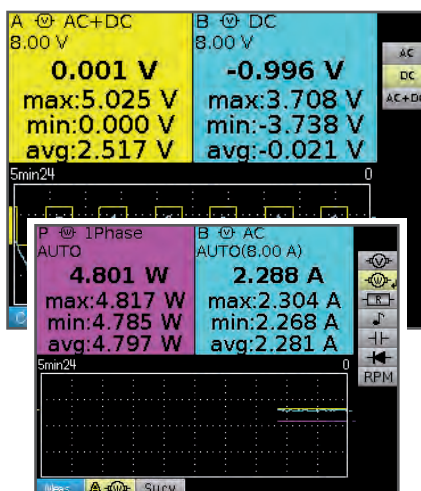 A V AC+DC
8.00 V
0.001 V
max:5.025 V
min:0.000 V
avg:2.517 V
B V DC
8.00 V
-0.996 V
max:3.708 V
min:-3.738 V
avg:-0.021 V
AC
DC
AC+DC
5min24 0
P W 1Phase
AUTO
4.801 W
max:4.817 W
min:4.785 W
avg:4.797 W
B V AC
AUTO(8.00 A)
2.288 A
max:2.304 A
min:2.268 A
avg:2.281 A
V
W
R
RPM
5min24 0
Meas A W Surv